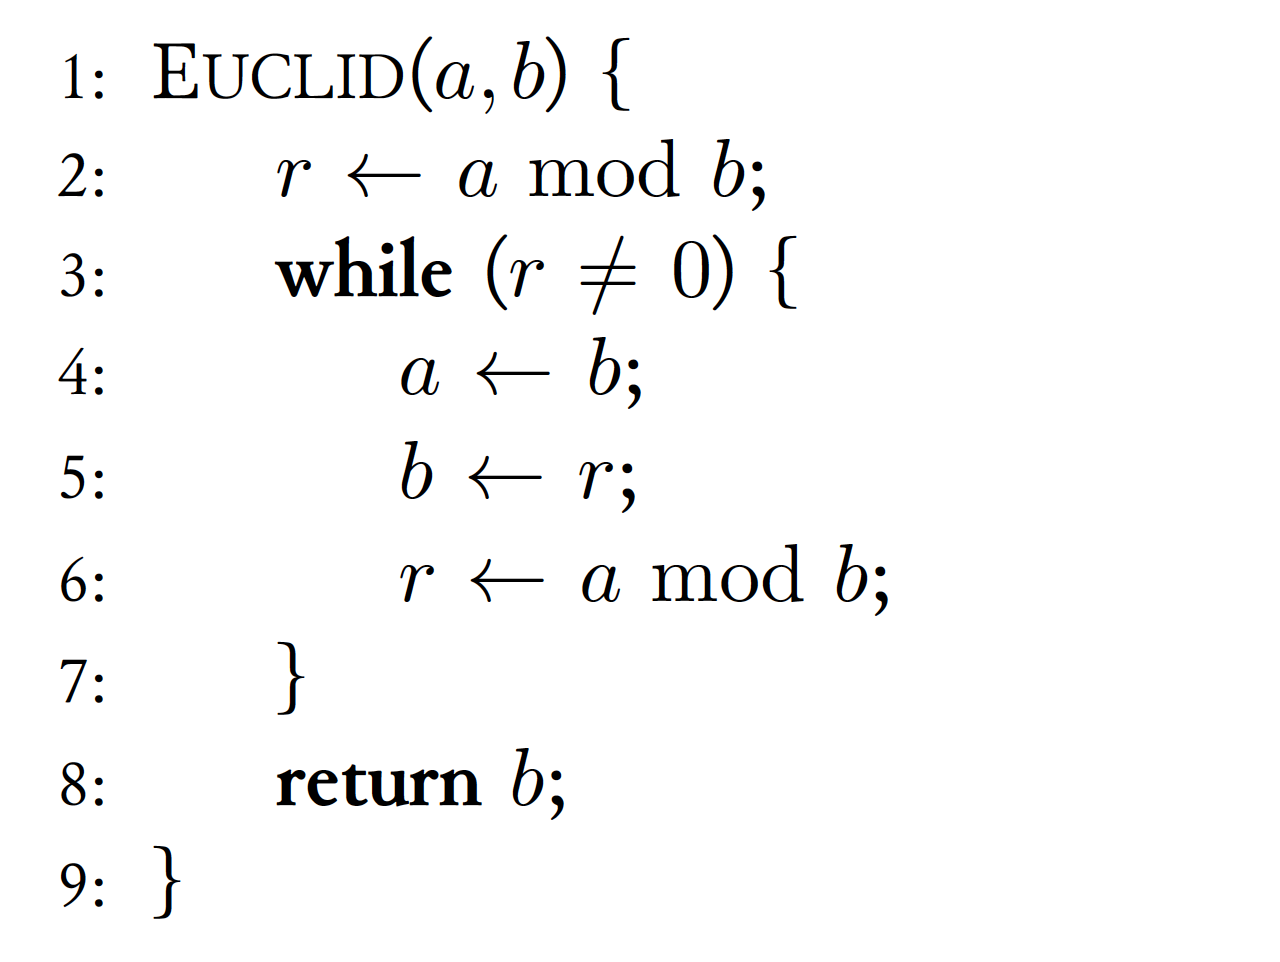 1: EUCLID(a, b) {
2: r ← a mod b;
3: while (r ≠ 0) {
4: a ← b;
5: b ← r;
6: r ← a mod b;
7: }
8: return b;
9: }